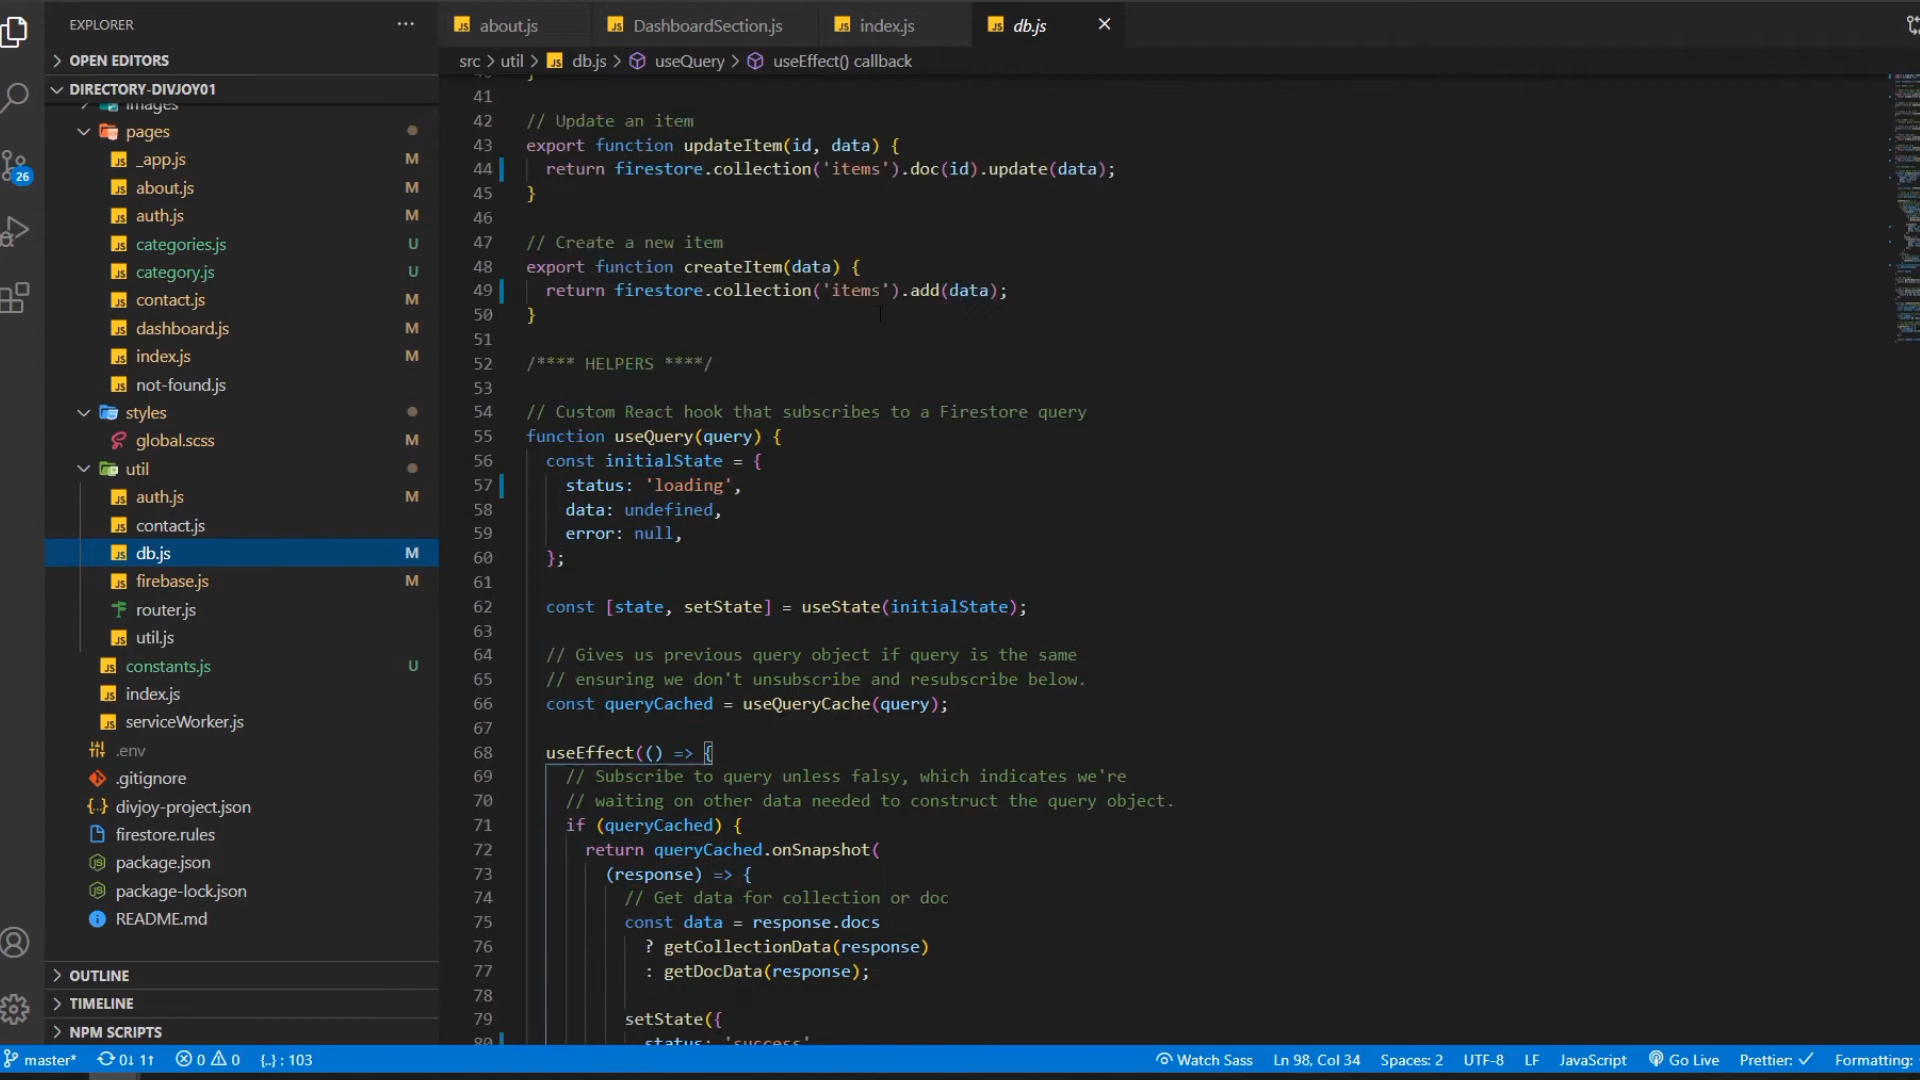 EXPLORER
OPEN EDITORS
DIRECTORY-DIVJOY01
images
pages
_app.js M
about.js M
auth.js M
categories.js U
category.js U
contact.js M
dashboard.js M
index.js M
not-found.js
styles
global.scss M
util
auth.js M
contact.js
db.js M
firebase.js M
router.js
util.js
constants.js U
index.js
serviceWorker.js
.env
.gitignore
divjoy-project.json
firestore.rules
package.json
package-lock.json
README.md
OUTLINE
TIMELINE
NPM SCRIPTS
26
about.js DashboardSection.js index.js db.js
src > util > db.js > useQuery > useEffect() callback
40 }
41
42 // Update an item
43 export function updateItem(id, data) {
44 return firestore.collection('items').doc(id).update(data);
45 }
46
47 // Create a new item
48 export function createItem(data) {
49 return firestore.collection('items').add(data);
50 }
51
52 /**** HELPERS ****/
53
54 // Custom React hook that subscribes to a Firestore query
55 function useQuery(query) {
56 const initialState = {
57 status: 'loading',
58 data: undefined,
59 error: null,
60 };
61
62 const [state, setState] = useState(initialState);
63
64 // Gives us previous query object if query is the same
65 // ensuring we don't unsubscribe and resubscribe below.
66 const queryCached = useQueryCache(query);
67
68 useEffect(() => {
69 // Subscribe to query unless falsy, which indicates we're
70 // waiting on other data needed to construct the query object.
71 if (queryCached) {
72 return queryCached.onSnapshot(
73 (response) => {
74 // Get data for collection or doc
75 const data = response.docs
76 ? getCollectionData(response)
77 : getDocData(response);
78
79 setState({
80 status: 'success'
master* 0↓ 1↑ 0 0 {..} : 103 Watch Sass Ln 98, Col 34 Spaces: 2 UTF-8 LF JavaScript Go Live Prettier: ✓ Formatting: